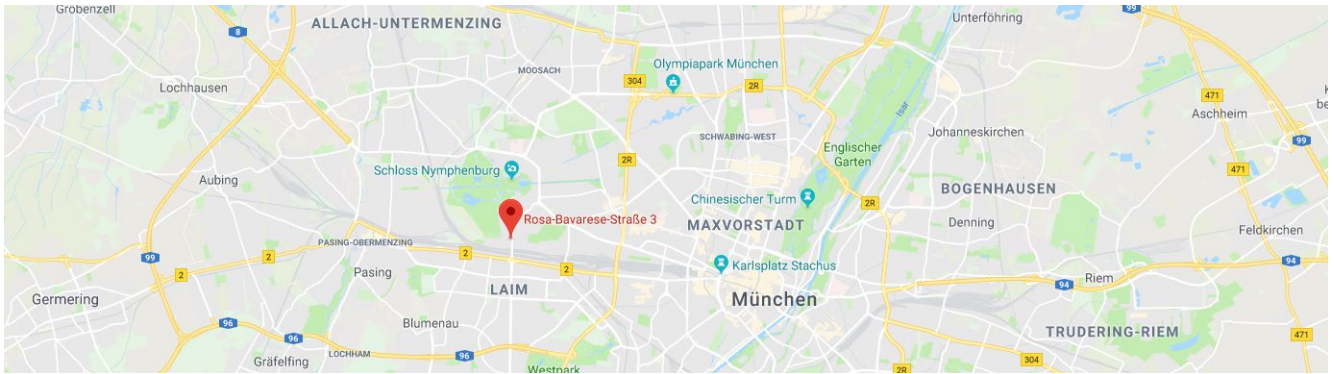 Gröbenzell
ALLACH-UNTERMENZING
Unterföhring
99
8
MOOSACH
Olympiapark München
304
2R
Lochhausen
471
Aschheim
Isar
Johanneskirchen
SCHWABING-WEST
99
Englischer
Garten
2R
Schloss Nymphenburg
471
Aubing
BOGENHAUSEN
Chinesischer Turm
2R
Rosa-Bavarese-Straße 3
MAXVORSTADT
Denning
Feldkirchen
PASING-OBERMENZING
2
99
2
2
Pasing
Karlsplatz Stachus
94
Riem
94
LAIM
Germering
München
Blumenau
96
TRUDERING-RIEM
96
471
LOCHHAM
96
Gräfelfing
304
Westpark
2R